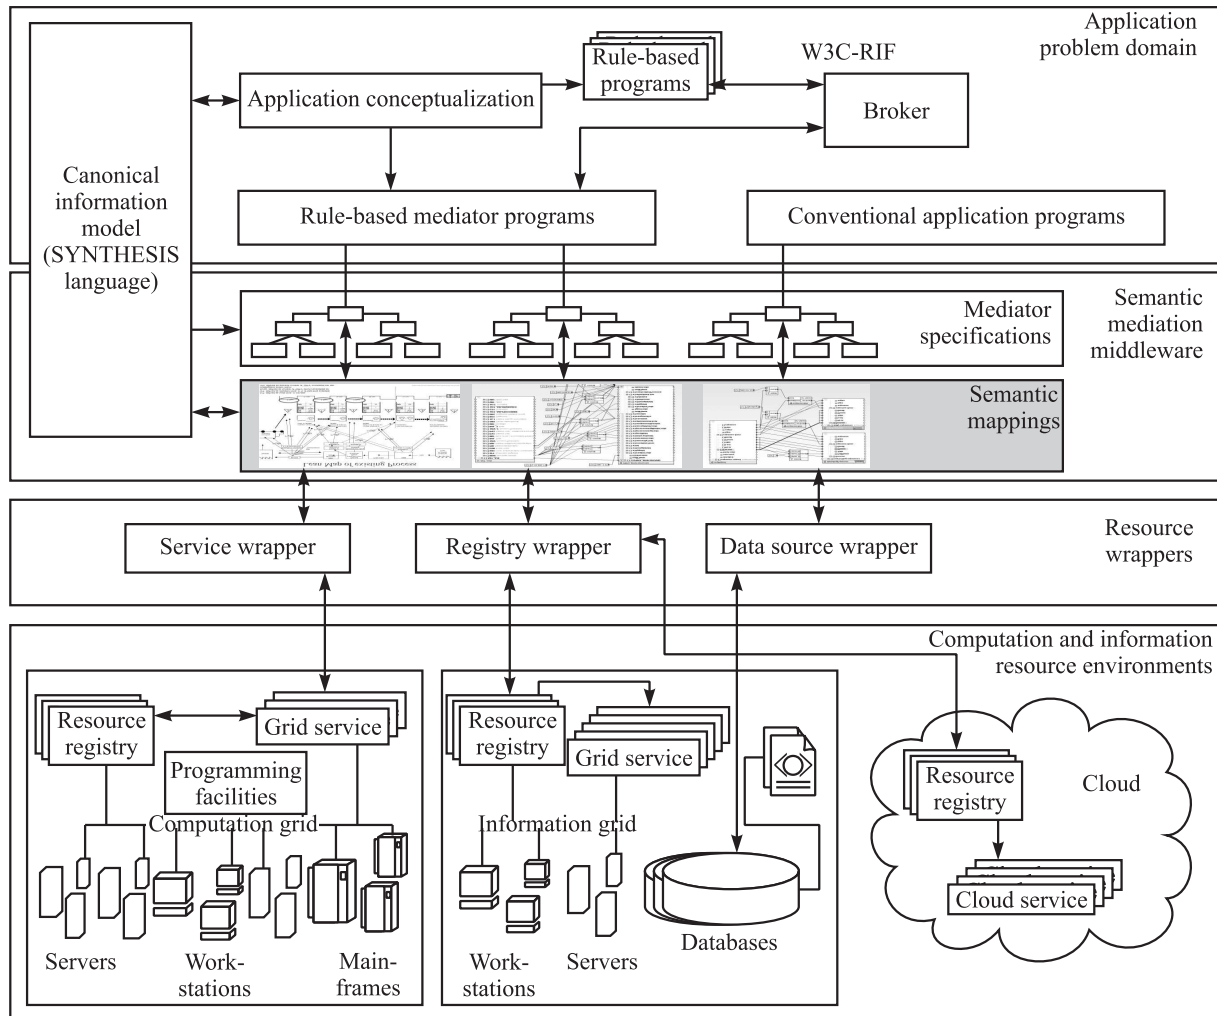 Application
problem domain
W3C-RIF
Rule-based
programs
Application conceptualization
Broker
Canonical
information
model
(SYNTHESIS
language)
Rule-based mediator programs
Conventional application programs
Mediator
specifications
Semantic
mediation
middleware
Semantic
mappings
Resource
wrappers
Service wrapper
Registry wrapper
Data source wrapper
Computation and information
resource environments
Resource
registry
Grid service
Programming
facilities
Computation grid
Servers
Work-
stations
Main-
frames
Resource
registry
Grid service
Information grid
Work-
stations
Servers
Databases
Resource
registry
Cloud
Cloud service